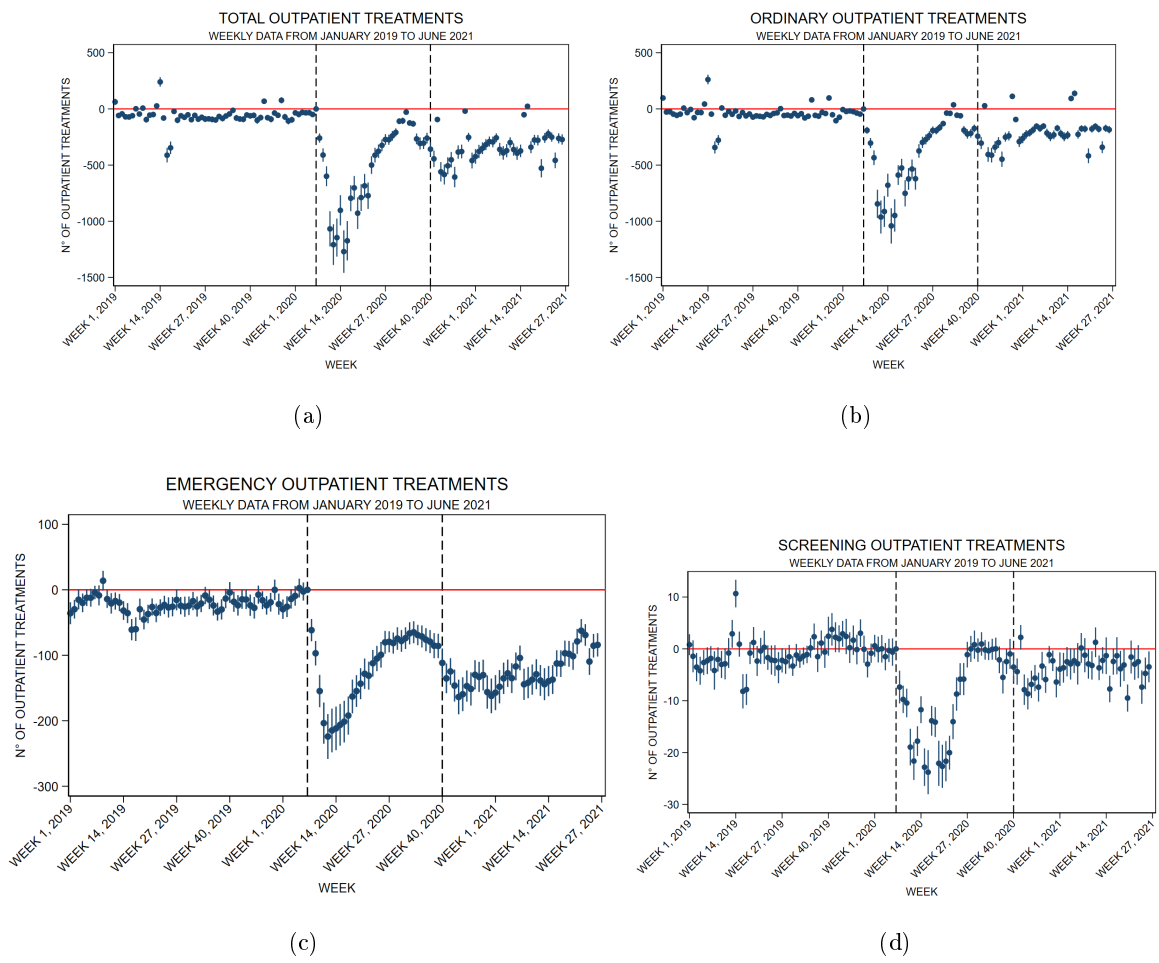 TOTAL OUTPATIENT TREATMENTS
WEEKLY DATA FROM JANUARY 2019 TO JUNE 2021
N° OF OUTPATIENT TREATMENTS
500
0
-500
-1000
-1500
WEEK 1, 2019
WEEK 14, 2019
WEEK 27, 2019
WEEK 40, 2019
WEEK 1, 2020
WEEK 14, 2020
WEEK 27, 2020
WEEK 40, 2020
WEEK 1, 2021
WEEK 14, 2021
WEEK 27, 2021
WEEK
(a)
ORDINARY OUTPATIENT TREATMENTS
WEEKLY DATA FROM JANUARY 2019 TO JUNE 2021
N° OF OUTPATIENT TREATMENTS
500
0
-500
-1000
-1500
WEEK 1, 2019
WEEK 14, 2019
WEEK 27, 2019
WEEK 40, 2019
WEEK 1, 2020
WEEK 14, 2020
WEEK 27, 2020
WEEK 40, 2020
WEEK 1, 2021
WEEK 14, 2021
WEEK 27, 2021
WEEK
(b)
EMERGENCY OUTPATIENT TREATMENTS
WEEKLY DATA FROM JANUARY 2019 TO JUNE 2021
N° OF OUTPATIENT TREATMENTS
100
0
-100
-200
-300
WEEK 1, 2019
WEEK 14, 2019
WEEK 27, 2019
WEEK 40, 2019
WEEK 1, 2020
WEEK 14, 2020
WEEK 27, 2020
WEEK 40, 2020
WEEK 1, 2021
WEEK 14, 2021
WEEK 27, 2021
WEEK
(c)
SCREENING OUTPATIENT TREATMENTS
WEEKLY DATA FROM JANUARY 2019 TO JUNE 2021
N° OF OUTPATIENT TREATMENTS
10
0
-10
-20
-30
WEEK 1, 2019
WEEK 14, 2019
WEEK 27, 2019
WEEK 40, 2019
WEEK 1, 2020
WEEK 14, 2020
WEEK 27, 2020
WEEK 40, 2020
WEEK 1, 2021
WEEK 14, 2021
WEEK 27, 2021
WEEK
(d)